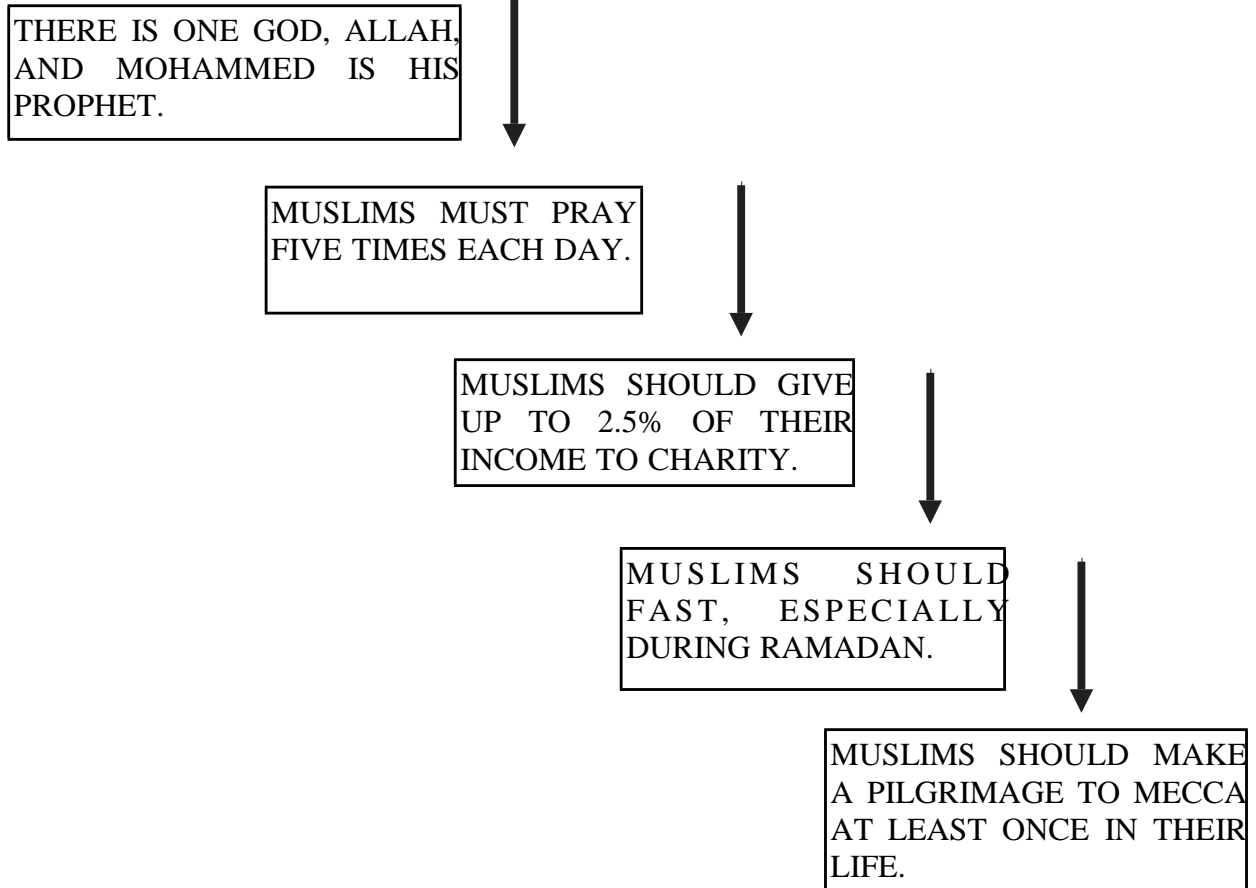 THERE IS ONE GOD, ALLAH,
AND MOHAMMED IS HIS
PROPHET.
MUSLIMS MUST PRAY
FIVE TIMES EACH DAY.
MUSLIMS SHOULD GIVE
UP TO 2.5% OF THEIR
INCOME TO CHARITY.
MUSLIMS SHOULD
FAST, ESPECIALLY
DURING RAMADAN.
MUSLIMS SHOULD MAKE
A PILGRIMAGE TO MECCA
AT LEAST ONCE IN THEIR
LIFE.